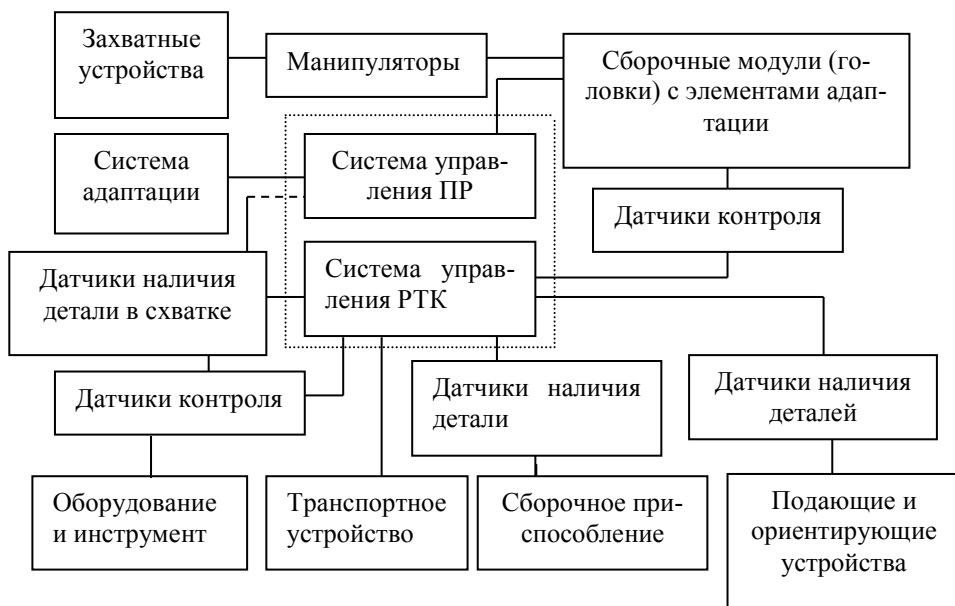 Захватные
устройства
Манипуляторы
Сборочные модули (го-
ловки) с элементами адап-
тации
Система
адаптации
Система управ-
ления ПР
Датчики контроля
Датчики наличия
детали в схватке
Система управ-
ления РТК
Датчики контроля
Датчики наличия
детали
Датчики наличия
деталей
Оборудование
и инструмент
Транспортное
устройство
Сборочное при-
способление
Подающие и
ориентирующие
устройства